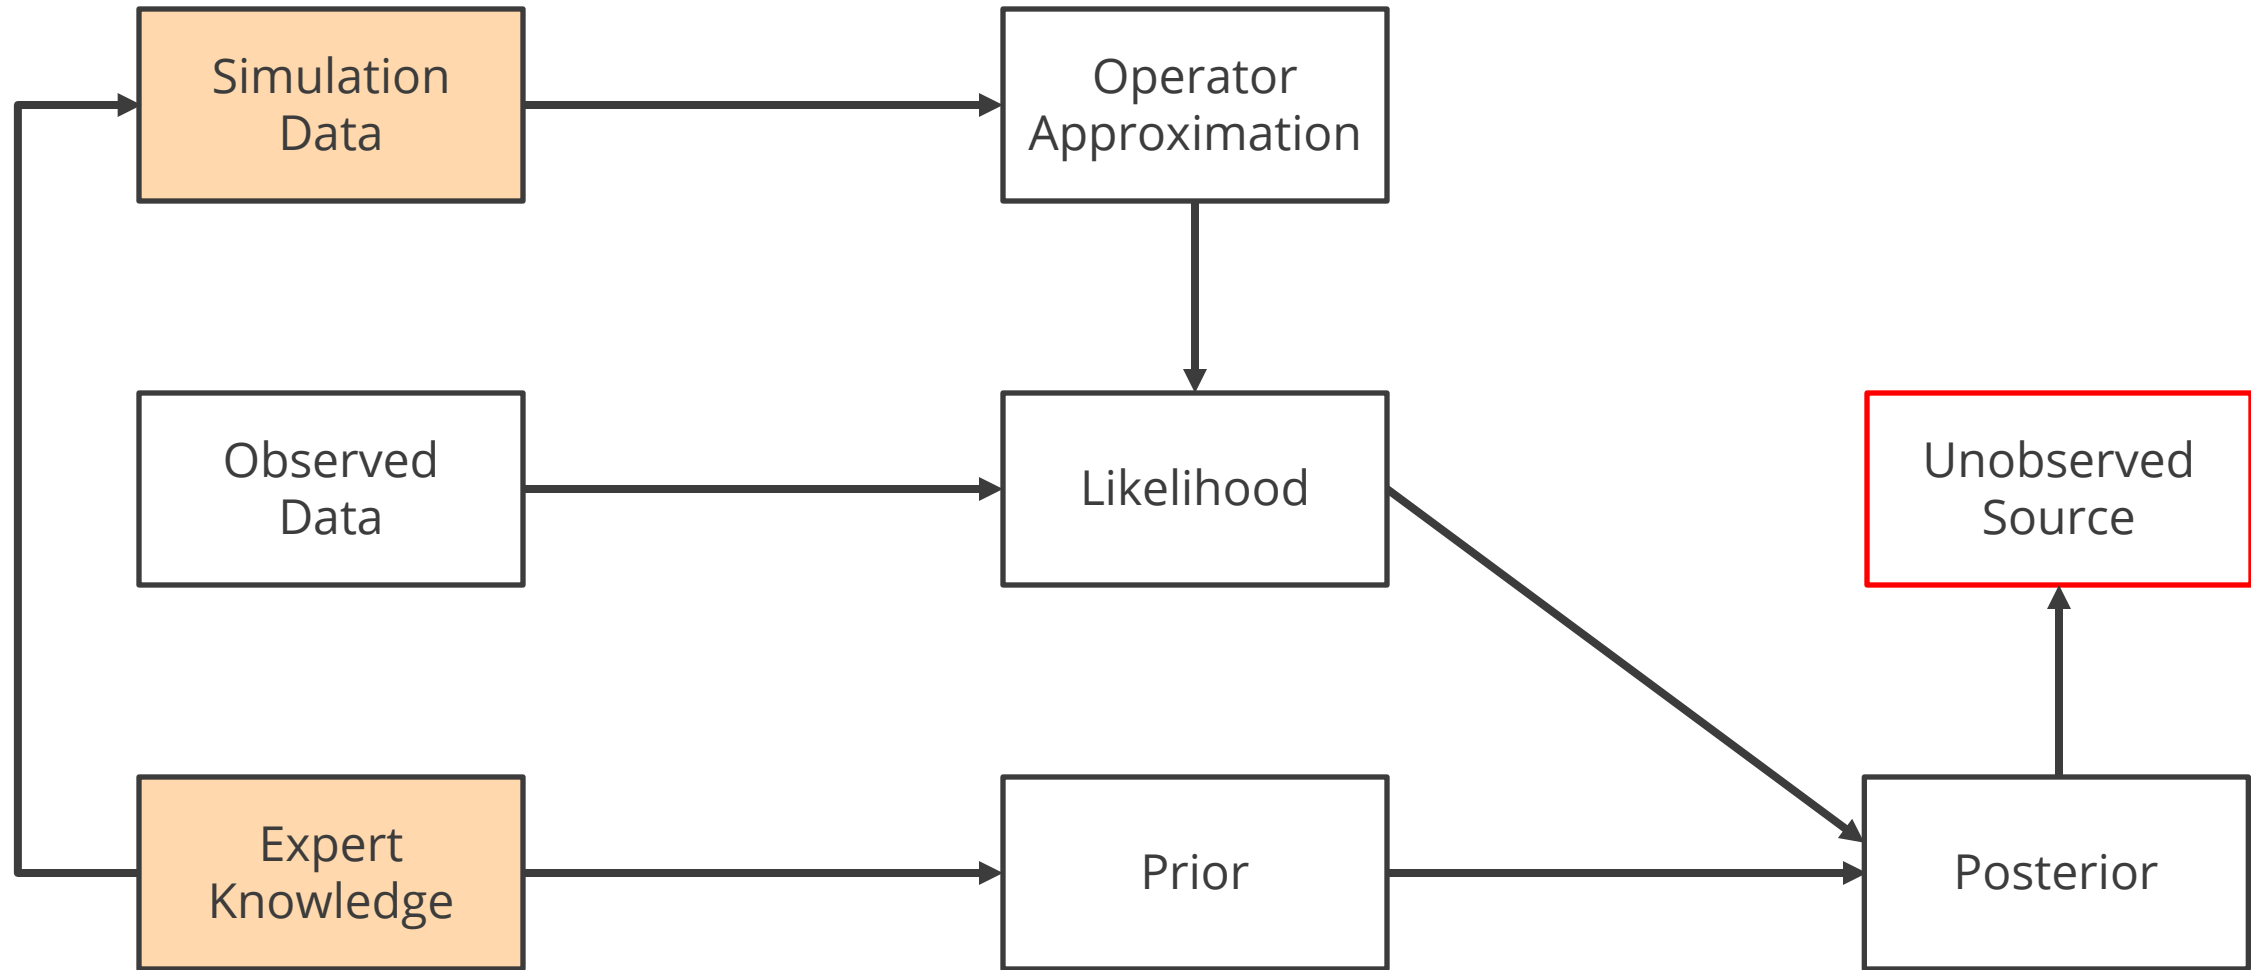 Simulation
Data
Operator
Approximation
Observed
Data
Likelihood
Unobserved
Source
Expert
Knowledge
Prior
Posterior